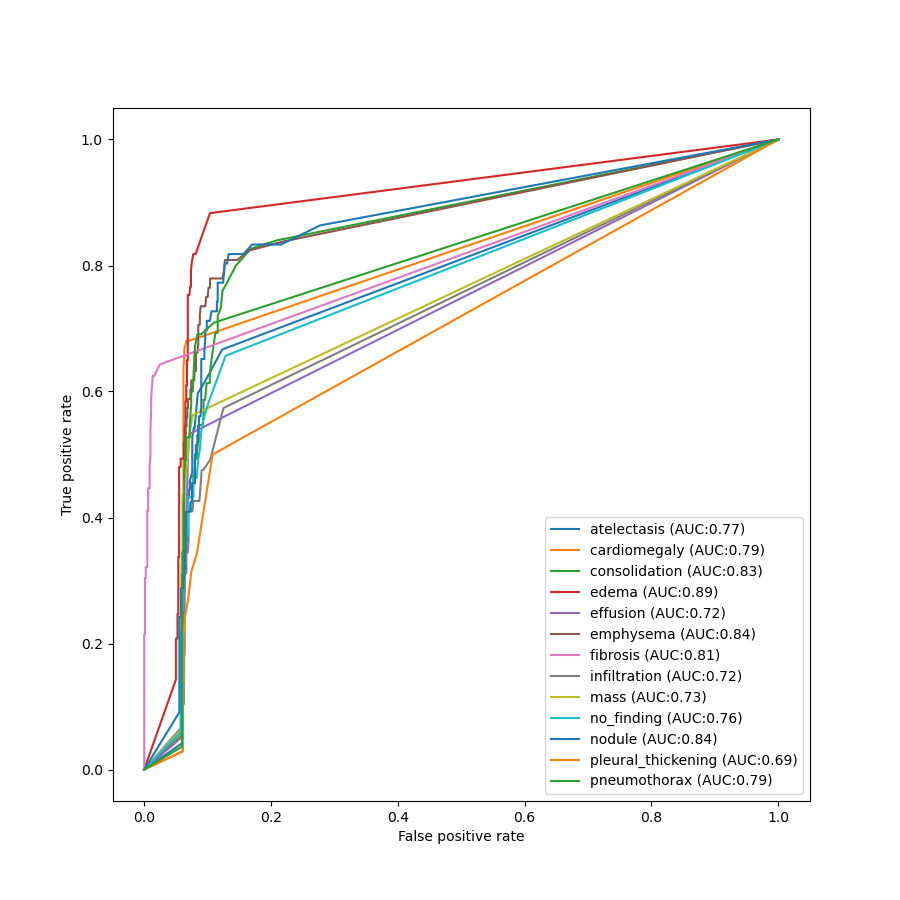 1.0
0.8
0.6
0.4
0.2
0.0
True positive rate
atelectasis (AUC:0.77)
cardiomegaly (AUC:0.79)
consolidation (AUC:0.83)
edema (AUC:0.89)
effusion (AUC:0.72)
emphysema (AUC:0.84)
fibrosis (AUC:0.81)
infiltration (AUC:0.72)
mass (AUC:0.73)
no_finding (AUC:0.76)
nodule (AUC:0.84)
pleural_thickening (AUC:0.69)
pneumothorax (AUC:0.79)
0.0 0.2 0.4 0.6 0.8 1.0
False positive rate